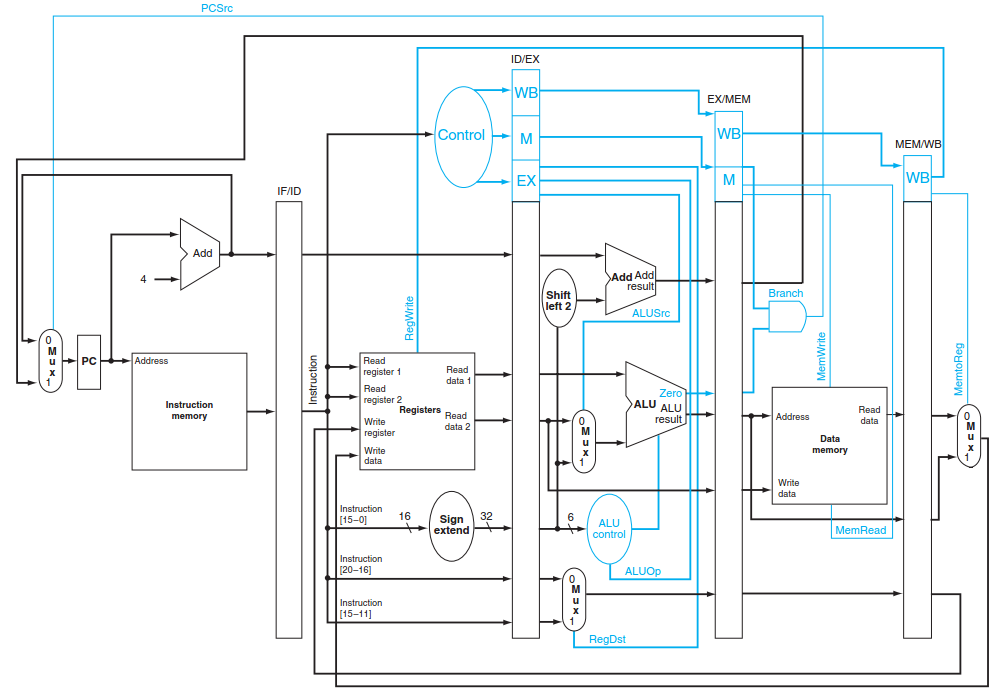 PCSrc
ID/EX
WB
EX/MEM
Control
M
WB
MEM/WB
EX
M
WB
IF/ID
Add
4
Add Add
result
Shift
left 2
RegWrite
ALUSrc
Branch
MemWrite
MemtoReg
0
M
u
x
1
PC
Address
Instruction
memory
Instruction
Read
register 1
Read
data 1
Read
register 2
Registers
Write
register
Read
data 2
Write
data
0
M
u
x
1
Zero
ALU
ALU
result
Address
Read
data
Data
memory
Write
data
0
M
u
x
1
Instruction
[15–0]
16
Sign
extend
32
6
ALU
control
MemRead
Instruction
[20–16]
ALUOp
0
M
u
x
1
Instruction
[15–11]
RegDst